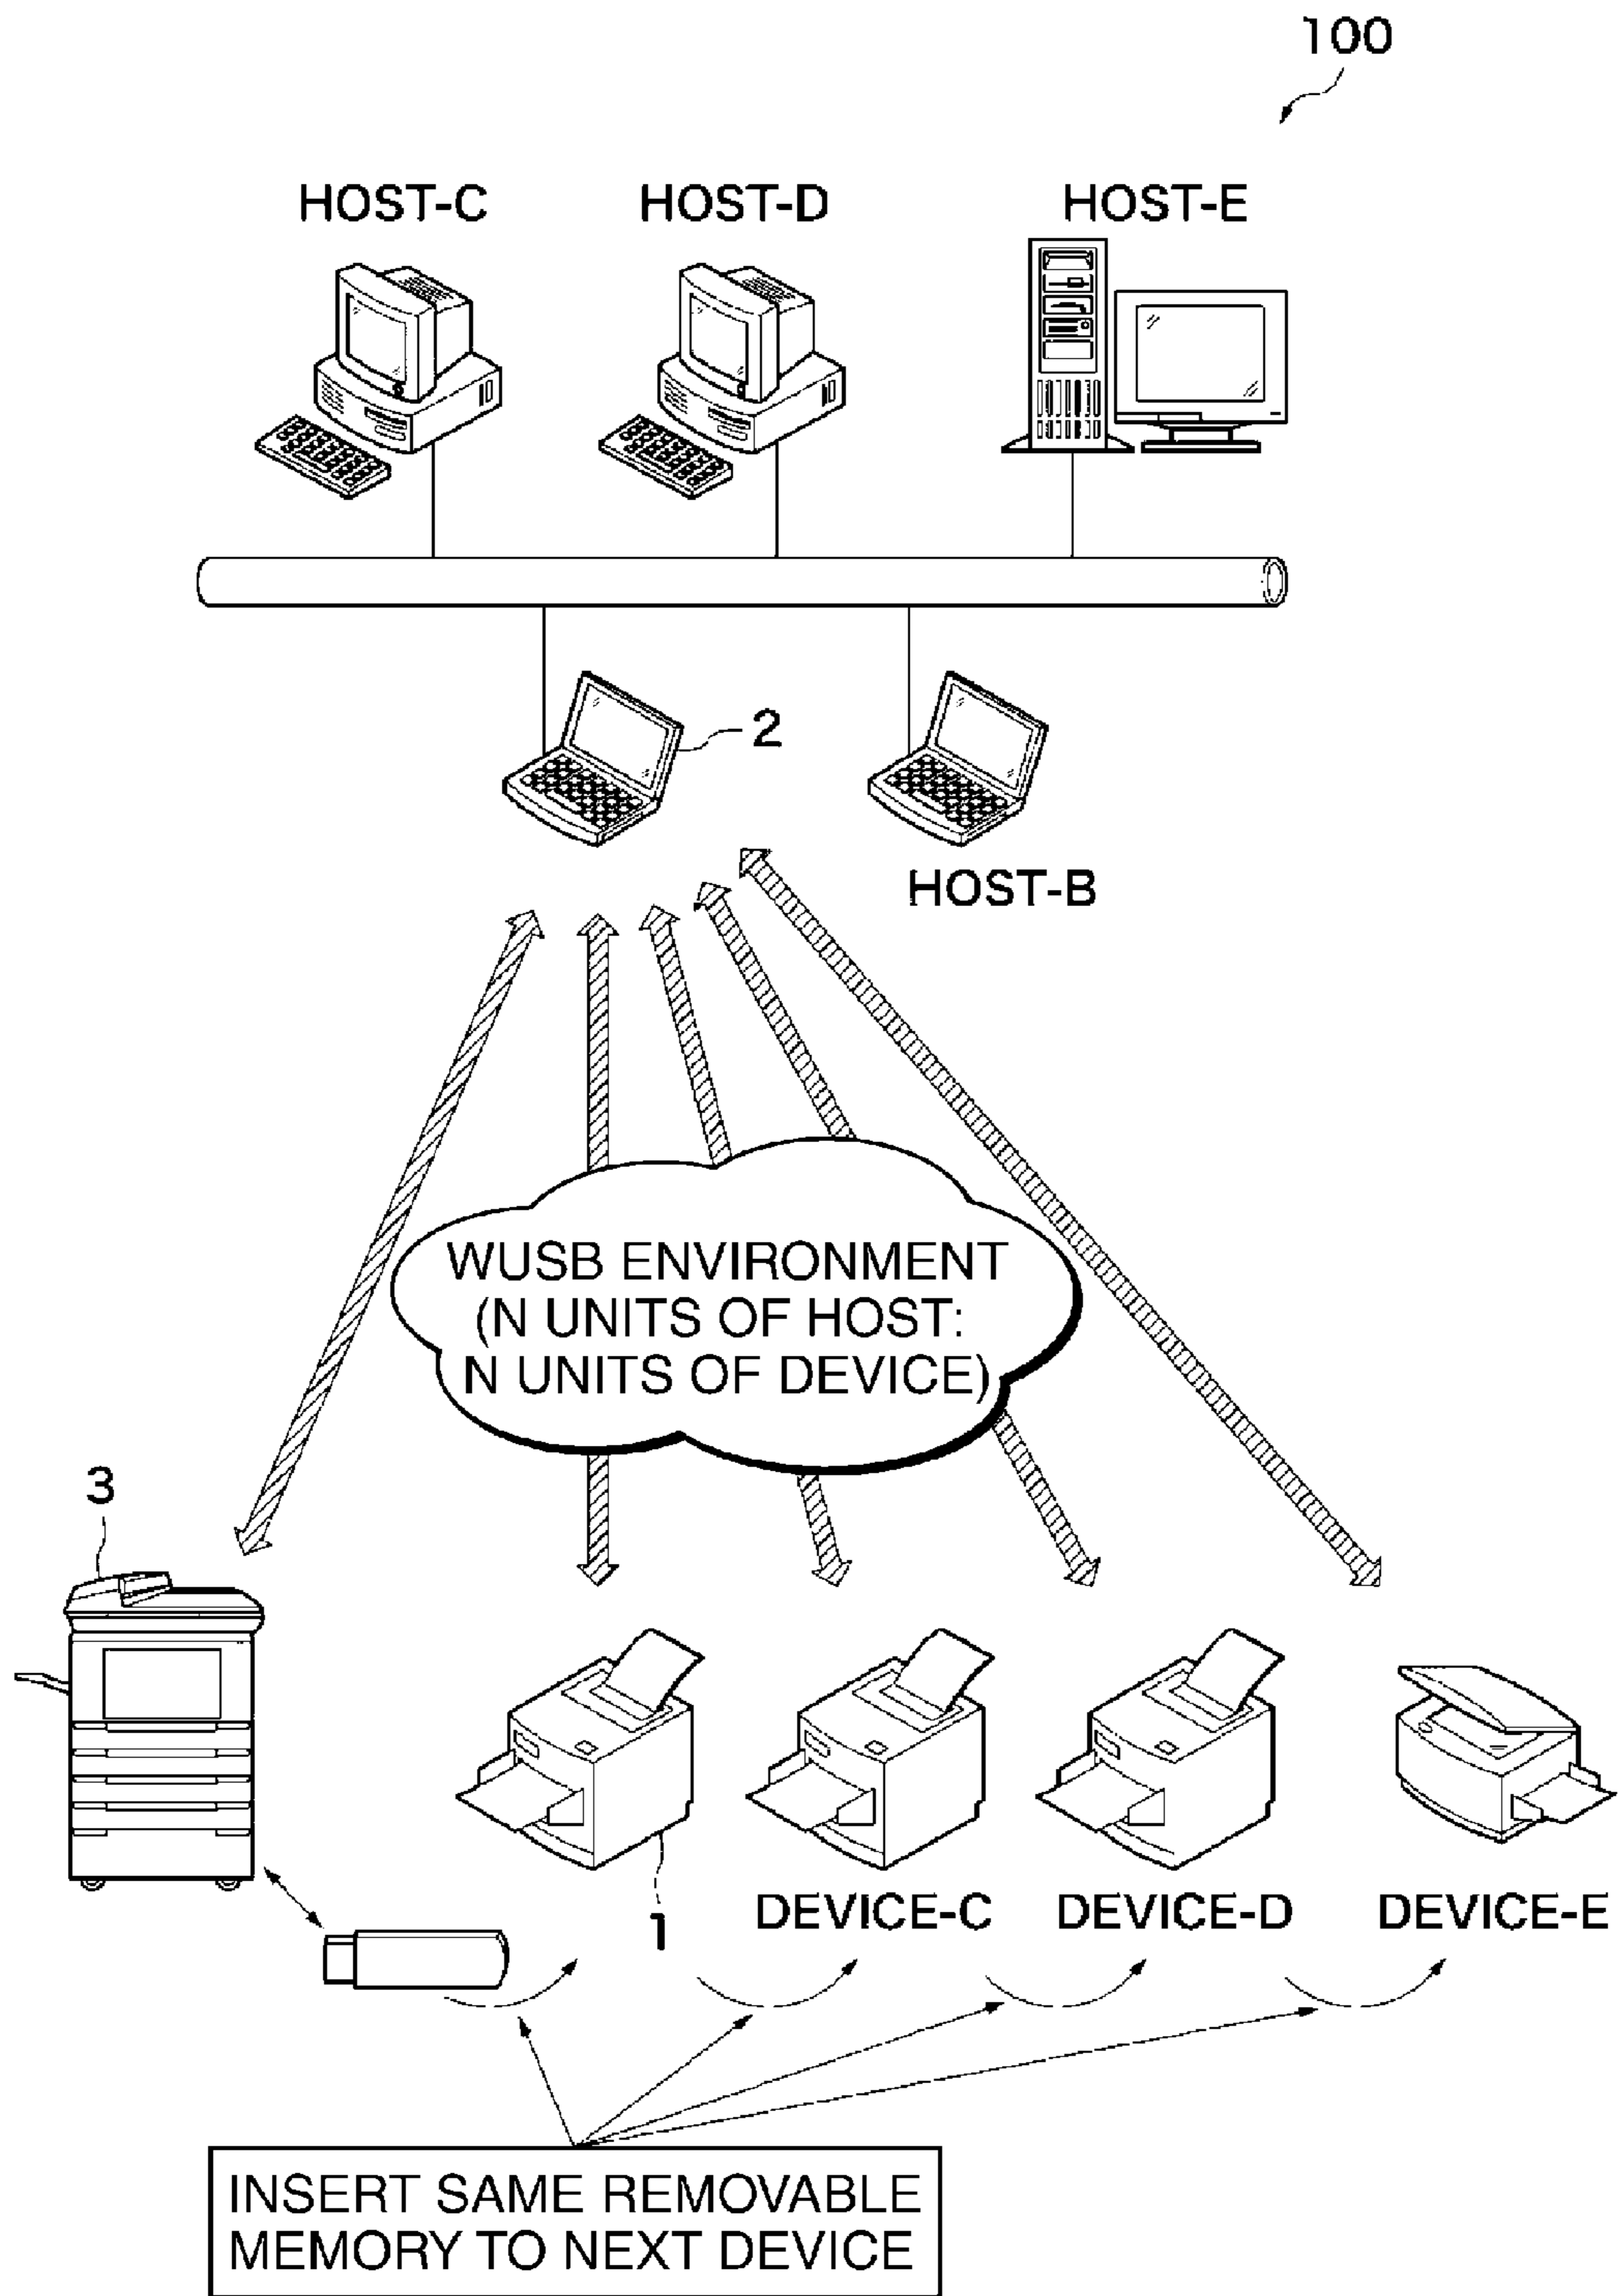 100
HOST-C
HOST-D
HOST-E
2
HOST-B
WUSB ENVIRONMENT
(N UNITS OF HOST:
N UNITS OF DEVICE)
3
1
DEVICE-C
DEVICE-D
DEVICE-E
INSERT SAME REMOVABLE
MEMORY TO NEXT DEVICE